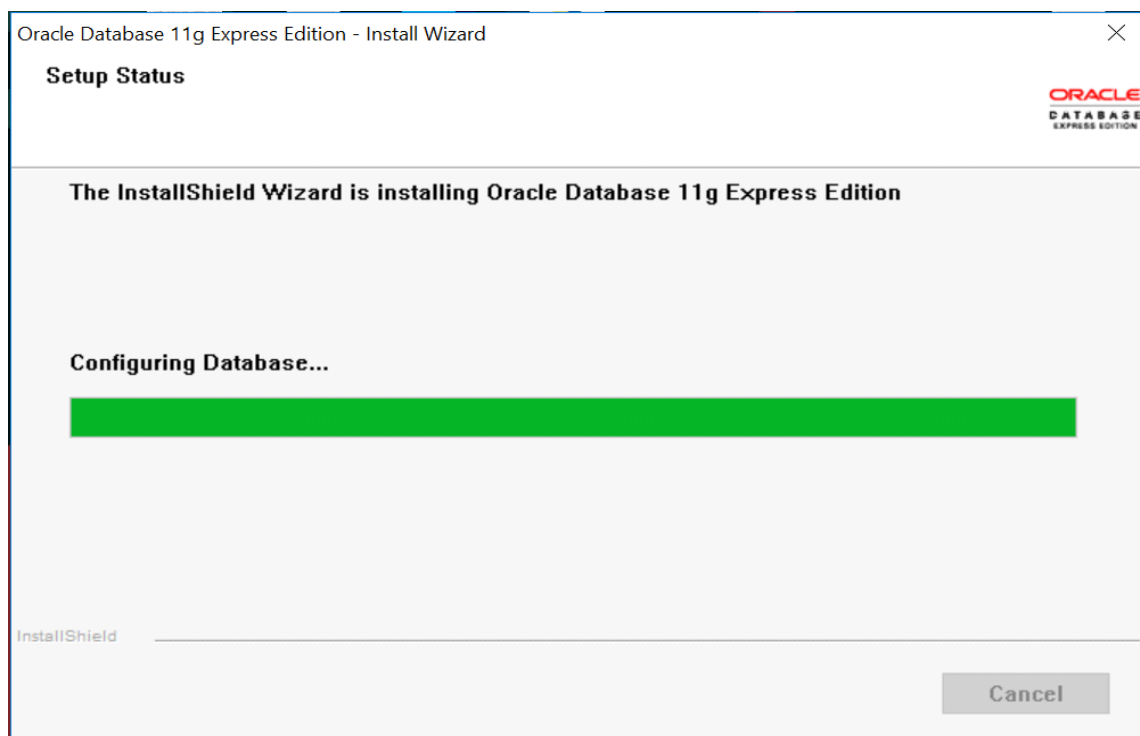 Oracle Database 11g Express Edition - Install Wizard
Setup Status
ORACLE
DATABASE
EXPRESS EDITION
The InstallShield Wizard is installing Oracle Database 11g Express Edition
Configuring Database...
InstallShield
Cancel